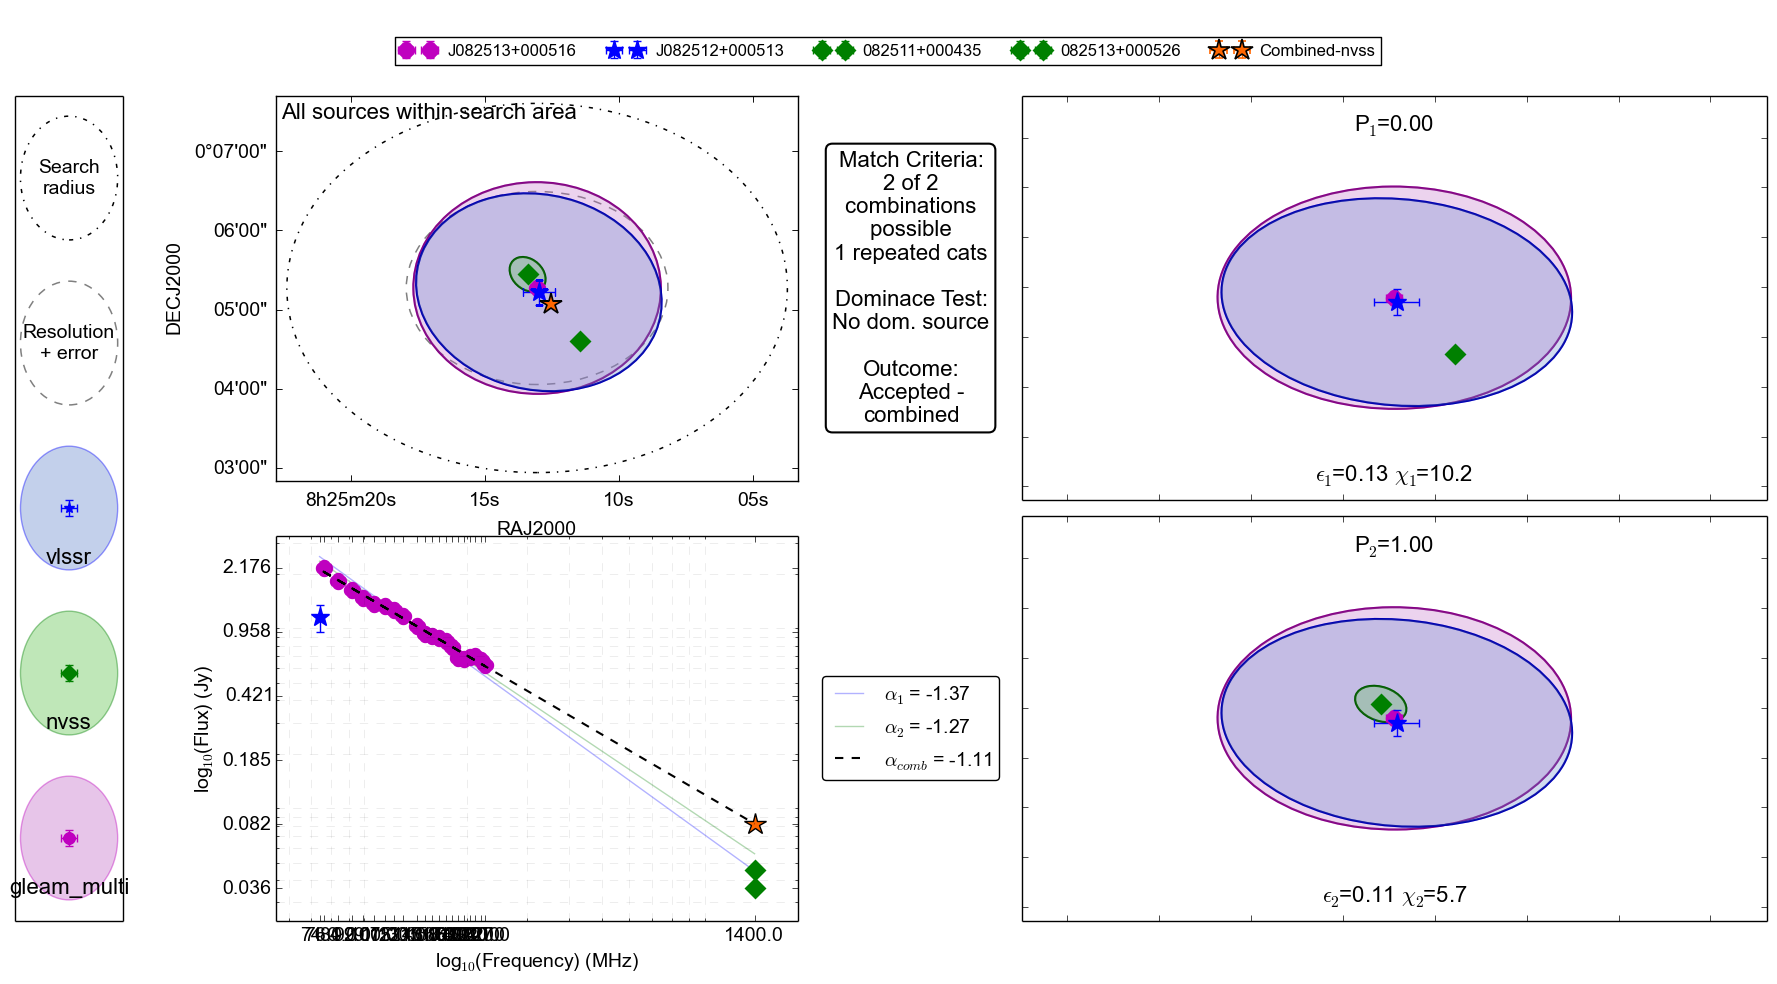 J082513+000516 J082512+000513 082511+000435 082513+000526 Combined-nvss
Search
radius
Resolution
+ error
vlssr
nvss
gleam_multi
All sources within search area
DECJ2000
0°07'00"
06'00"
05'00"
04'00"
03'00"
8h25m20s 15s 10s 05s
RAJ2000
Match Criteria:
2 of 2
combinations
possible
1 repeated cats
Dominace Test:
No dom. source
Outcome:
Accepted -
combined
P1=0.00
ϵ1=0.13 χ1=10.2
P2=1.00
ϵ2=0.11 χ2=5.7
log10(Flux) (Jy)
2.176
0.958
0.421
0.185
0.082
0.036
1400.0
log10(Frequency) (MHz)
α1 = -1.37
α2 = -1.27
αcomb = -1.11